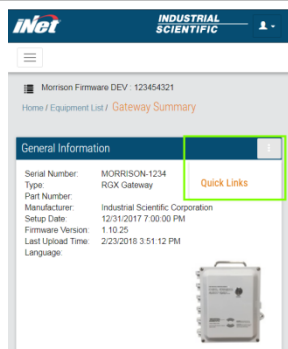 iNet
INDUSTRIAL
SCIENTIFIC
Morrison Firmware DEV : 123454321
Home / Equipment List / Gateway Summary
General Information
Serial Number: MORRISON-1234
Type: RGX Gateway
Part Number:
Manufacturer: Industrial Scientific Corporation
Setup Date: 12/31/2017 7:00:00 PM
Firmware Version: 1.10.25
Last Upload Time: 2/23/2018 3:51:12 PM
Language:
Quick Links